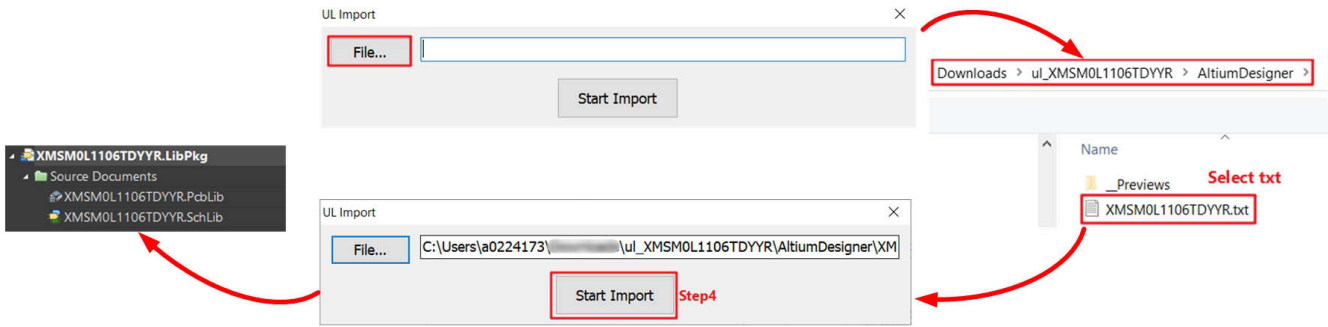 UL Import
File...
Start Import
Downloads > ul_XMSM0L1106TDYYR > AltiumDesigner >
Name
__Previews
Select txt
XMSM0L1106TDYYR.txt
XMSM0L1106TDYYR.LibPkg
Source Documents
XMSM0L1106TDYYR.PcbLib
XMSM0L1106TDYYR.SchLib
UL Import
File...
C:\Users\a0224173\ \ul_XMSM0L1106TDYYR\AltiumDesigner\XM
Start Import
Step4